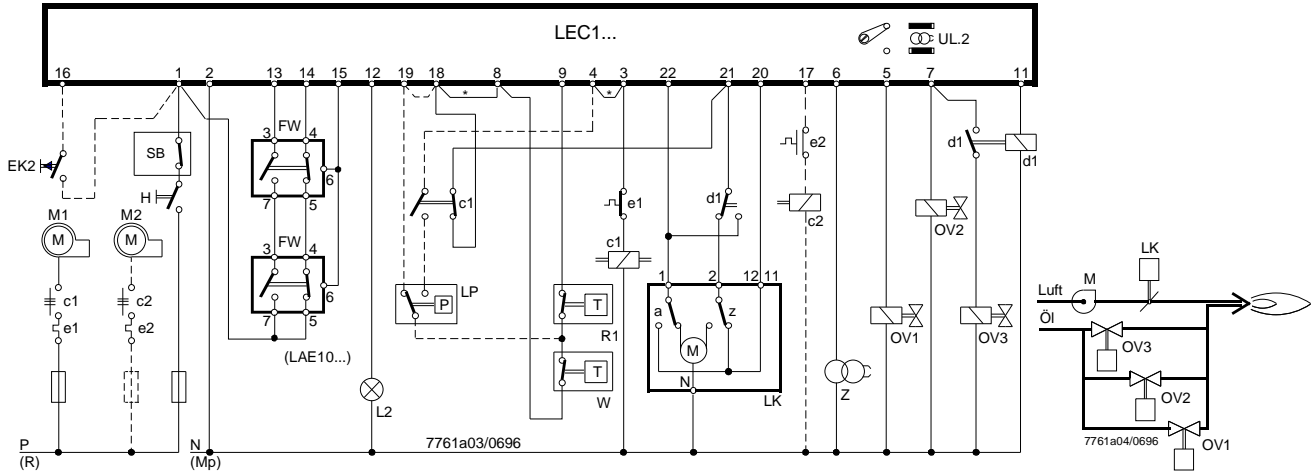 LEC1...
UL.2
16 1 2 13 14 15 12 19 18 8 9 4 3 22 21 20 17 6 5 7 11
* *
3 FW 4
EK2 SB e2 d1 d1
6
H 7 5 e1 d1
M1 M2 c1 c2 OV2
M M
3 FW 4 c1
LK
6 1 2 12 11 M
c1 c2 P LP Luft
e1 e2 7 5 T a z Öl
R1 OV1 OV3 OV3
(LAE10...) M
T N Z OV2
L2 W LK
P N 7761a03/0696 7761a04/0696 OV1
(R) (Mp)